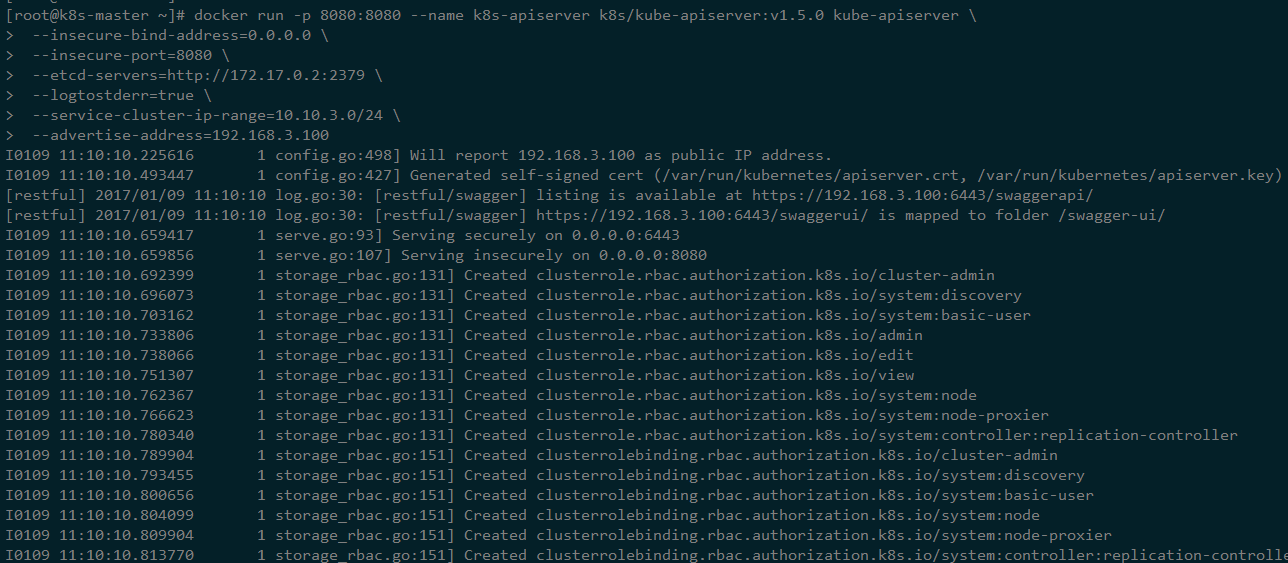 [root@k8s-master ~]# docker run -p 8080:8080 --name k8s-apiserver k8s/kube-apiserver:v1.5.0 kube-apiserver \
>  --insecure-bind-address=0.0.0.0 \
>  --insecure-port=8080 \
>  --etcd-servers=http://172.17.0.2:2379 \
>  --logtostderr=true \
>  --service-cluster-ip-range=10.10.3.0/24 \
>  --advertise-address=192.168.3.100
I0109 11:10:10.225616       1 config.go:498] Will report 192.168.3.100 as public IP address.
I0109 11:10:10.493447       1 config.go:427] Generated self-signed cert (/var/run/kubernetes/apiserver.crt, /var/run/kubernetes/apiserver.key)
[restful] 2017/01/09 11:10:10 log.go:30: [restful/swagger] listing is available at https://192.168.3.100:6443/swaggerapi/
[restful] 2017/01/09 11:10:10 log.go:30: [restful/swagger] https://192.168.3.100:6443/swaggerui/ is mapped to folder /swagger-ui/
I0109 11:10:10.659417       1 serve.go:93] Serving securely on 0.0.0.0:6443
I0109 11:10:10.659856       1 serve.go:107] Serving insecurely on 0.0.0.0:8080
I0109 11:10:10.692399       1 storage_rbac.go:131] Created clusterrole.rbac.authorization.k8s.io/cluster-admin
I0109 11:10:10.696073       1 storage_rbac.go:131] Created clusterrole.rbac.authorization.k8s.io/system:discovery
I0109 11:10:10.703162       1 storage_rbac.go:131] Created clusterrole.rbac.authorization.k8s.io/system:basic-user
I0109 11:10:10.733806       1 storage_rbac.go:131] Created clusterrole.rbac.authorization.k8s.io/admin
I0109 11:10:10.738066       1 storage_rbac.go:131] Created clusterrole.rbac.authorization.k8s.io/edit
I0109 11:10:10.751307       1 storage_rbac.go:131] Created clusterrole.rbac.authorization.k8s.io/view
I0109 11:10:10.762367       1 storage_rbac.go:131] Created clusterrole.rbac.authorization.k8s.io/system:node
I0109 11:10:10.766623       1 storage_rbac.go:131] Created clusterrole.rbac.authorization.k8s.io/system:node-proxier
I0109 11:10:10.780340       1 storage_rbac.go:131] Created clusterrole.rbac.authorization.k8s.io/system:controller:replication-controller
I0109 11:10:10.789904       1 storage_rbac.go:151] Created clusterrolebinding.rbac.authorization.k8s.io/cluster-admin
I0109 11:10:10.793455       1 storage_rbac.go:151] Created clusterrolebinding.rbac.authorization.k8s.io/system:discovery
I0109 11:10:10.800656       1 storage_rbac.go:151] Created clusterrolebinding.rbac.authorization.k8s.io/system:basic-user
I0109 11:10:10.804099       1 storage_rbac.go:151] Created clusterrolebinding.rbac.authorization.k8s.io/system:node
I0109 11:10:10.809904       1 storage_rbac.go:151] Created clusterrolebinding.rbac.authorization.k8s.io/system:node-proxier
I0109 11:10:10.813770       1 storage_rbac.go:151] Created clusterrolebinding.rbac.authorization.k8s.io/system:controller:replication-controlle